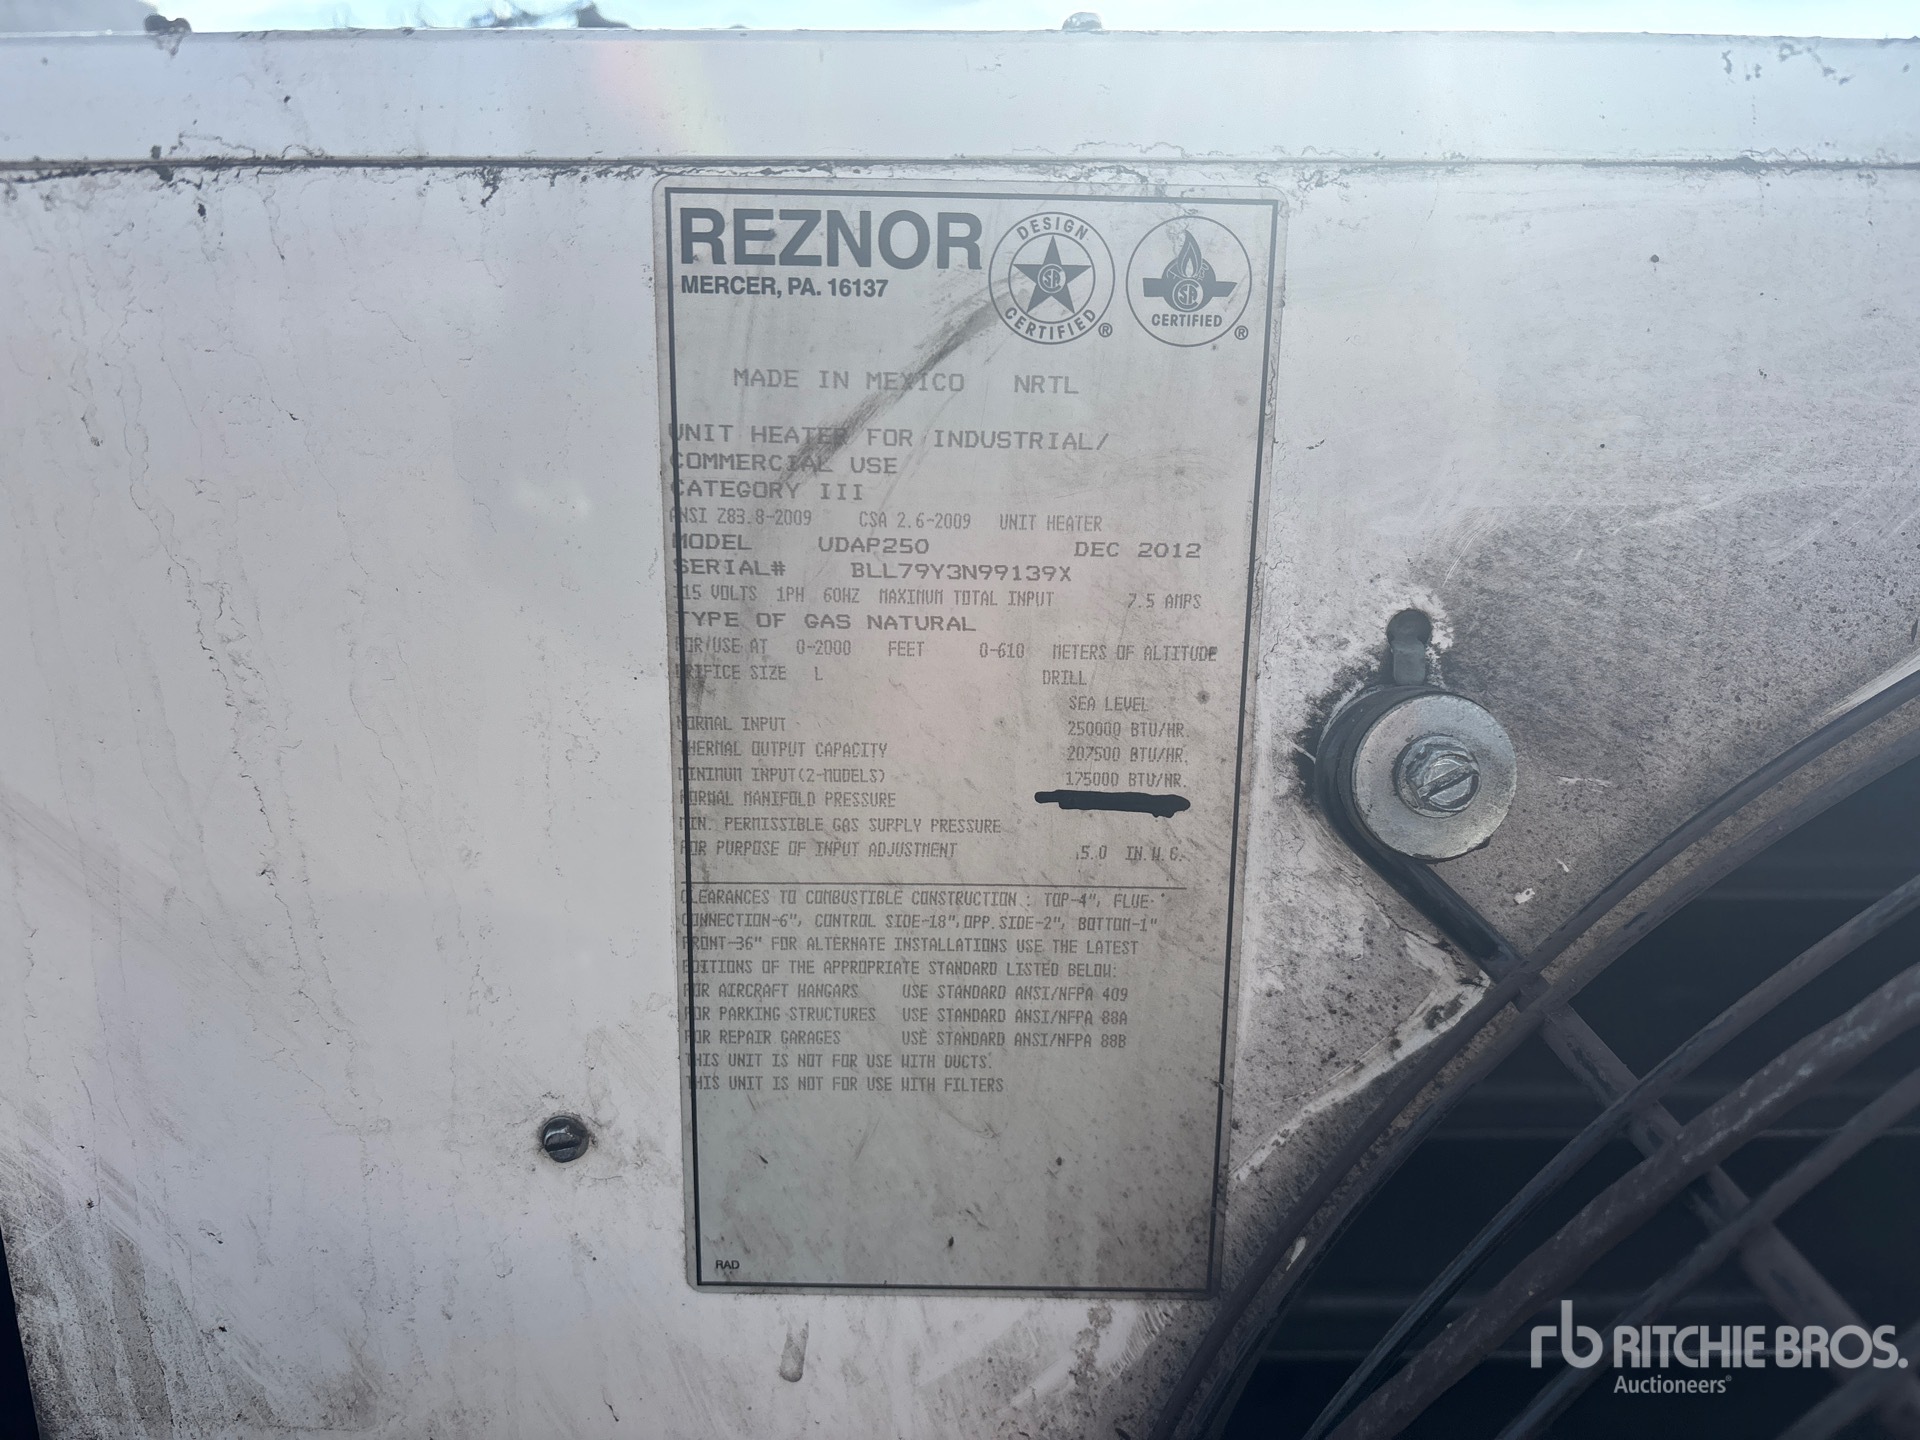 REZNOR
MERCER, PA. 16137
DESIGN CERTIFIED ®
CERTIFIED ®
MADE IN MEXICO NRTL
UNIT HEATER FOR INDUSTRIAL/
COMMERCIAL USE
CATEGORY III
ANSI Z83.8-2009 CSA 2.6-2009 UNIT HEATER
MODEL UDAP250 DEC 2012
SERIAL# BLL79Y3N99139X
115 VOLTS 1PH 60HZ MAXIMUM TOTAL INPUT 7.5 AMPS
TYPE OF GAS NATURAL
FOR/USE AT 0-2000 FEET 0-610 METERS OF ALTITUDE
ORIFICE SIZE L DRILL
SEA LEVEL
NORMAL INPUT 250000 BTU/HR.
THERMAL OUTPUT CAPACITY 207500 BTU/HR.
MINIMUM INPUT(2-MODELS) 175000 BTU/HR.
NORMAL MANIFOLD PRESSURE
MIN. PERMISSIBLE GAS SUPPLY PRESSURE
FOR PURPOSE OF INPUT ADJUSTMENT 5.0 IN.W.C.
CLEARANCES TO COMBUSTIBLE CONSTRUCTION : TOP-4", FLUE-
CONNECTION-6", CONTROL SIDE-18",OPP.SIDE-2", BOTTOM-1"
FRONT-36" FOR ALTERNATE INSTALLATIONS USE THE LATEST
EDITIONS OF THE APPROPRIATE STANDARD LISTED BELOW:
FOR AIRCRAFT HANGARS USE STANDARD ANSI/NFPA 409
FOR PARKING STRUCTURES USE STANDARD ANSI/NFPA 88A
FOR REPAIR GARAGES USE STANDARD ANSI/NFPA 88B
THIS UNIT IS NOT FOR USE WITH DUCTS.
THIS UNIT IS NOT FOR USE WITH FILTERS
RAD
rb RITCHIE BROS.
Auctioneers®